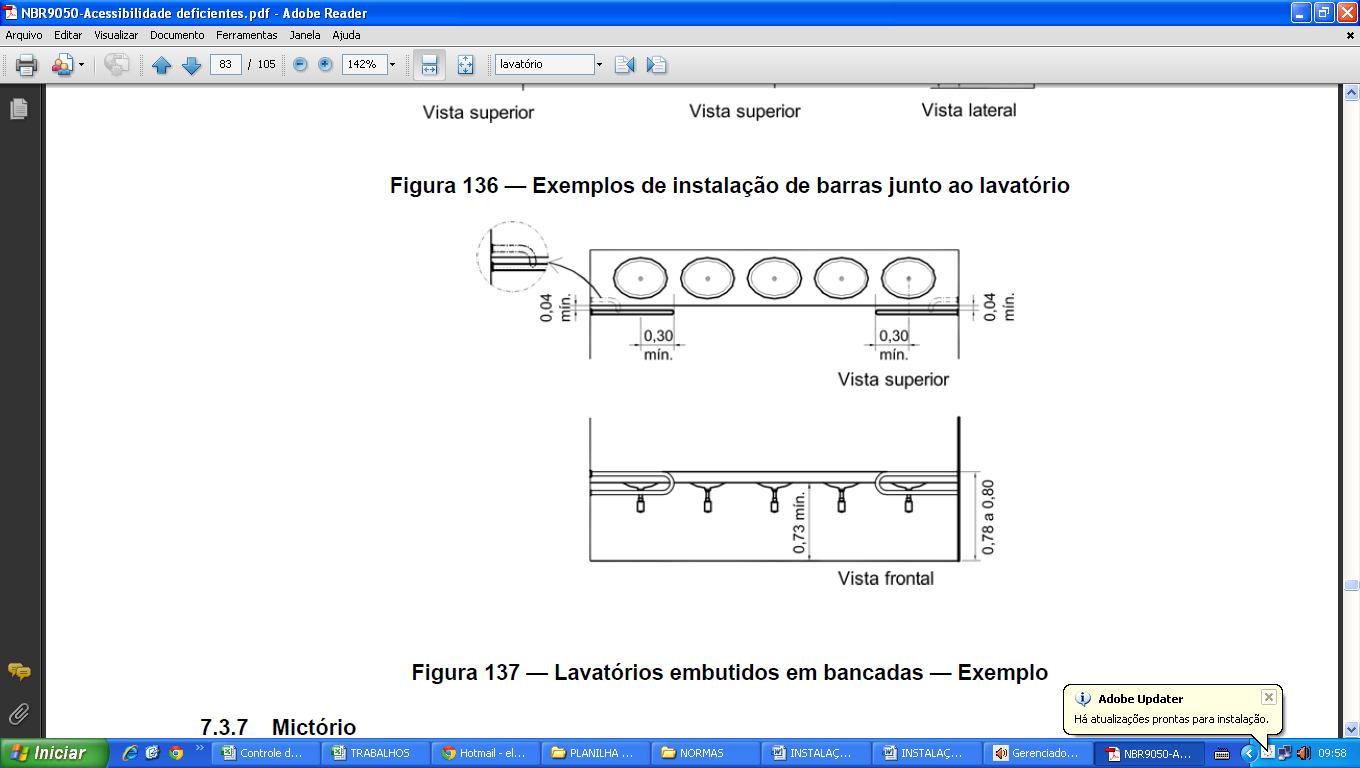 NBR9050-Acessibilidade deficientes.pdf - Adobe Reader
Arquivo Editar Visualizar Documento Ferramentas Janela Ajuda
83 / 105 142% lavatório
Vista superior Vista superior Vista lateral
Figura 136 — Exemplos de instalação de barras junto ao lavatório
0,04 mín. 0,30 mín. 0,30 mín. 0,04 mín.
Vista superior
0,73 mín. 0,78 a 0,80
Vista frontal
Figura 137 — Lavatórios embutidos em bancadas — Exemplo
7.3.7 Mictório
Adobe Updater
Há atualizações prontas para instalação.
Iniciar Controle d... TRABALHOS Hotmail - el... PLANILHA ... NORMAS INSTALAÇ... INSTALAÇ... Gerenciado... NBR9050-A... 09:58